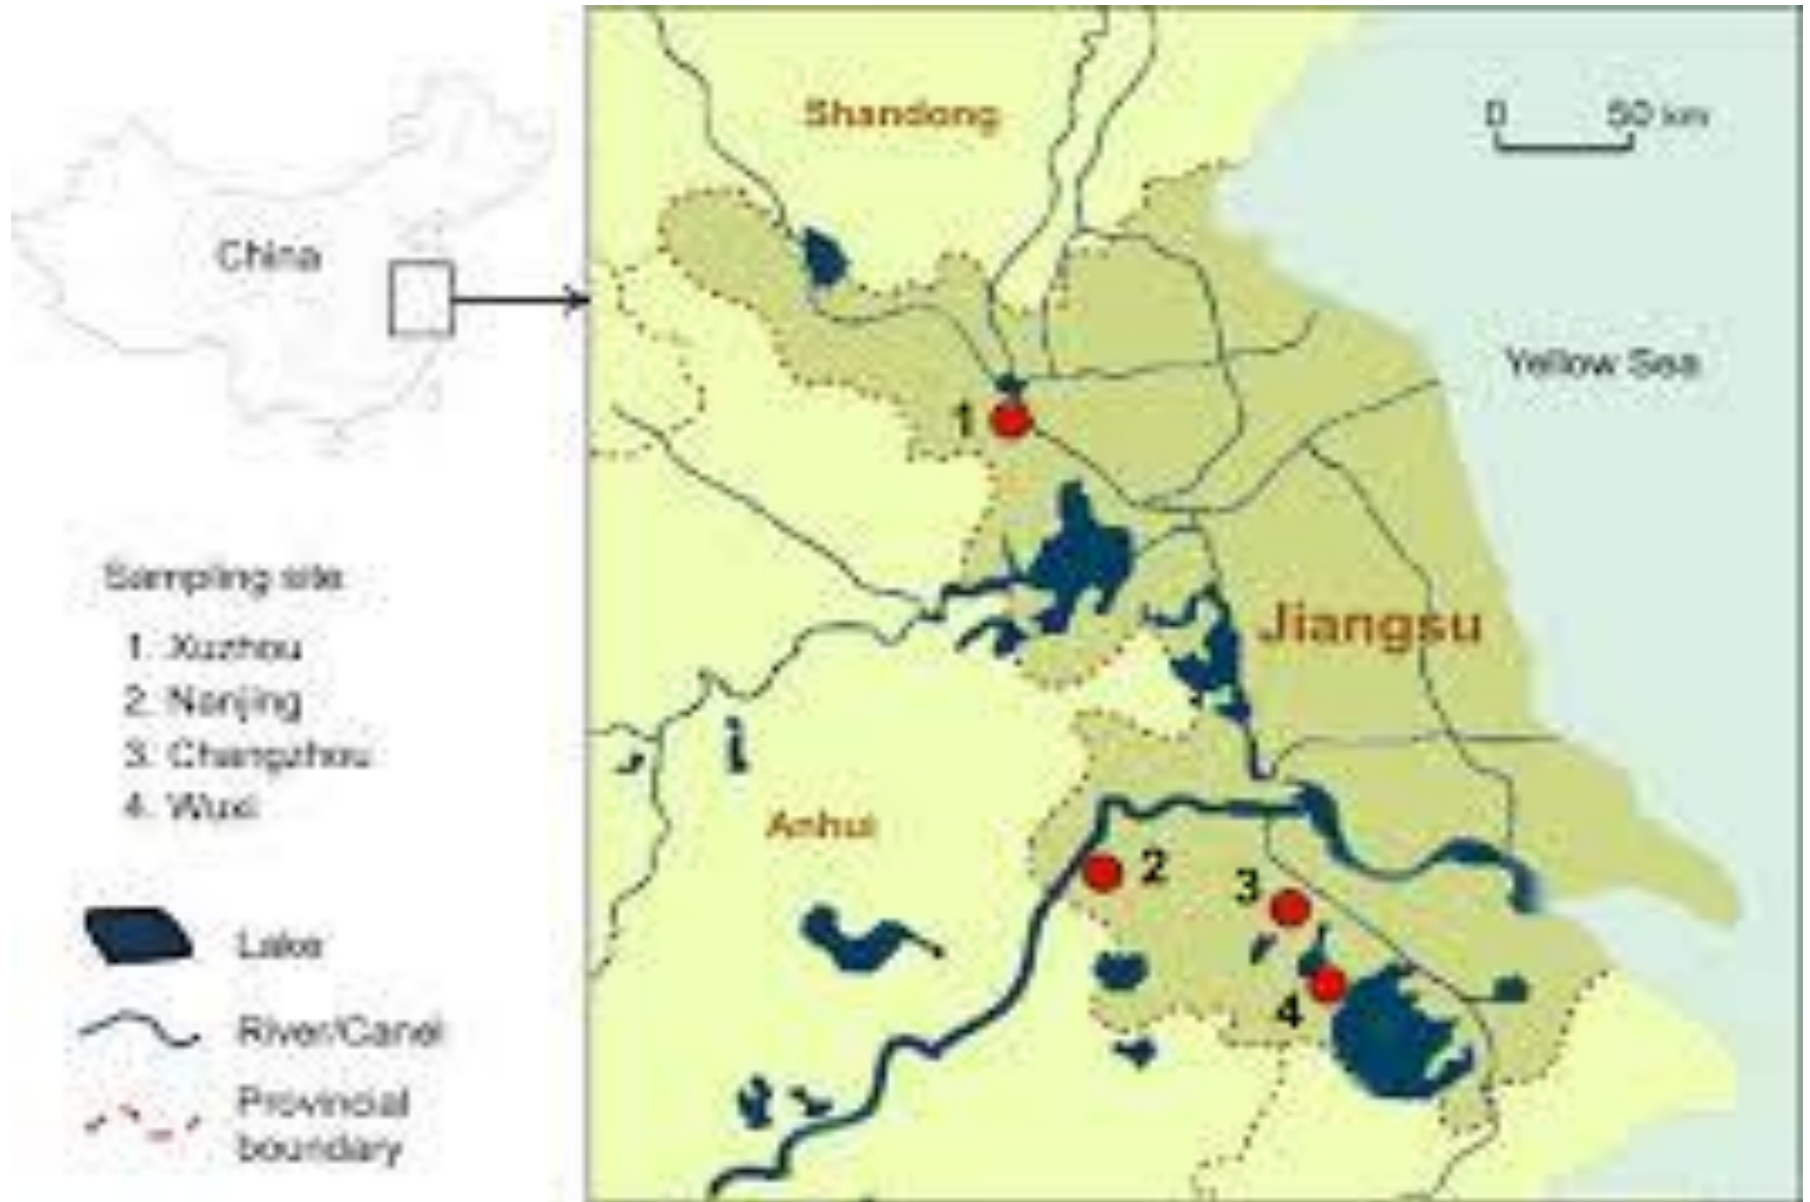 China
Sampling site
1. Xuzhou
2. Nanjing
3. Changzhou
4. Wuxi
Lake
River/Canel
Provincial
boundary
Shandong
0 50 km
Yellow Sea
1
Jiangsu
Anhui
2
3
4